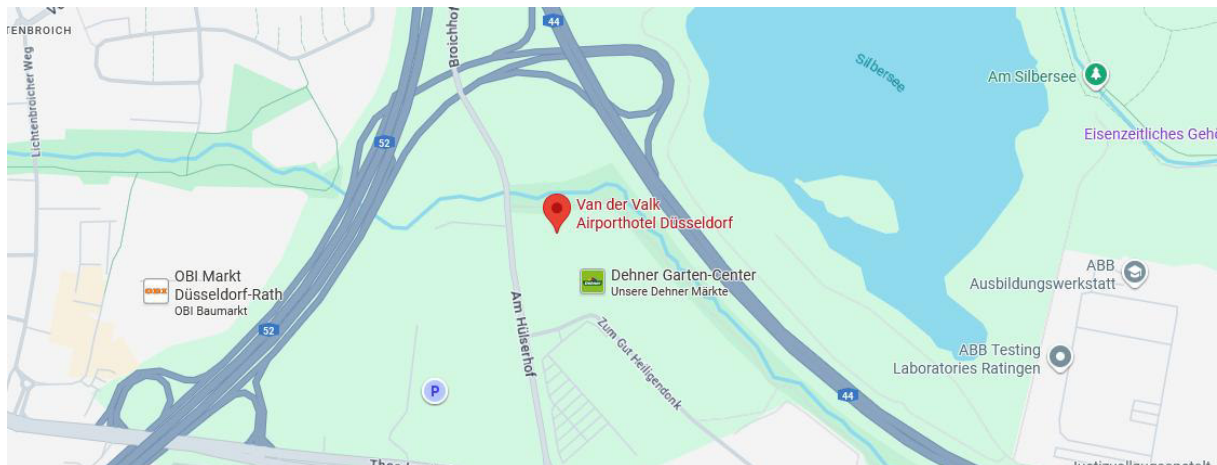 44
TENBROICH
Broichhof
Silbersee
Am Silbersee
Lichtenbroicher Weg
52
Eisenzeitliches Gehö
Van der Valk
Airporthotel Düsseldorf
OBI Markt
Düsseldorf-Rath
OBI Baumarkt
OBI
Dehner Garten-Center
Unsere Dehner Märkte
Dehner
ABB
Ausbildungswerkstatt
Am Hülserhof
52
Zum Gut Heiligendonk
ABB Testing
Laboratories Ratingen
P
44